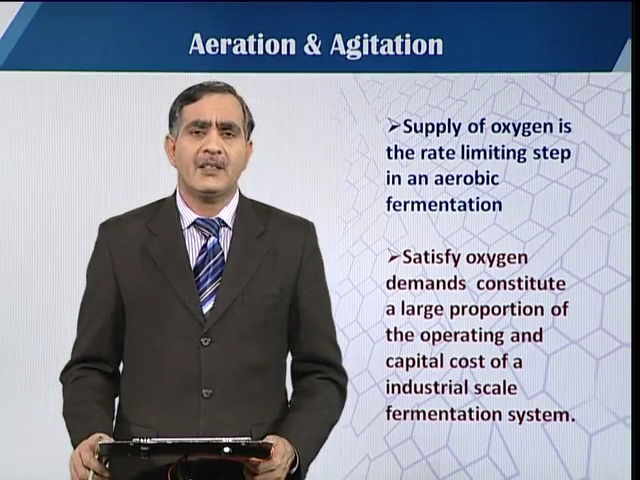 Aeration & Agitation
➢Supply of oxygen is
the rate limiting step
in an aerobic
fermentation
➢Satisfy oxygen
demands constitute
a large proportion of
the operating and
capital cost of a
industrial scale
fermentation system.